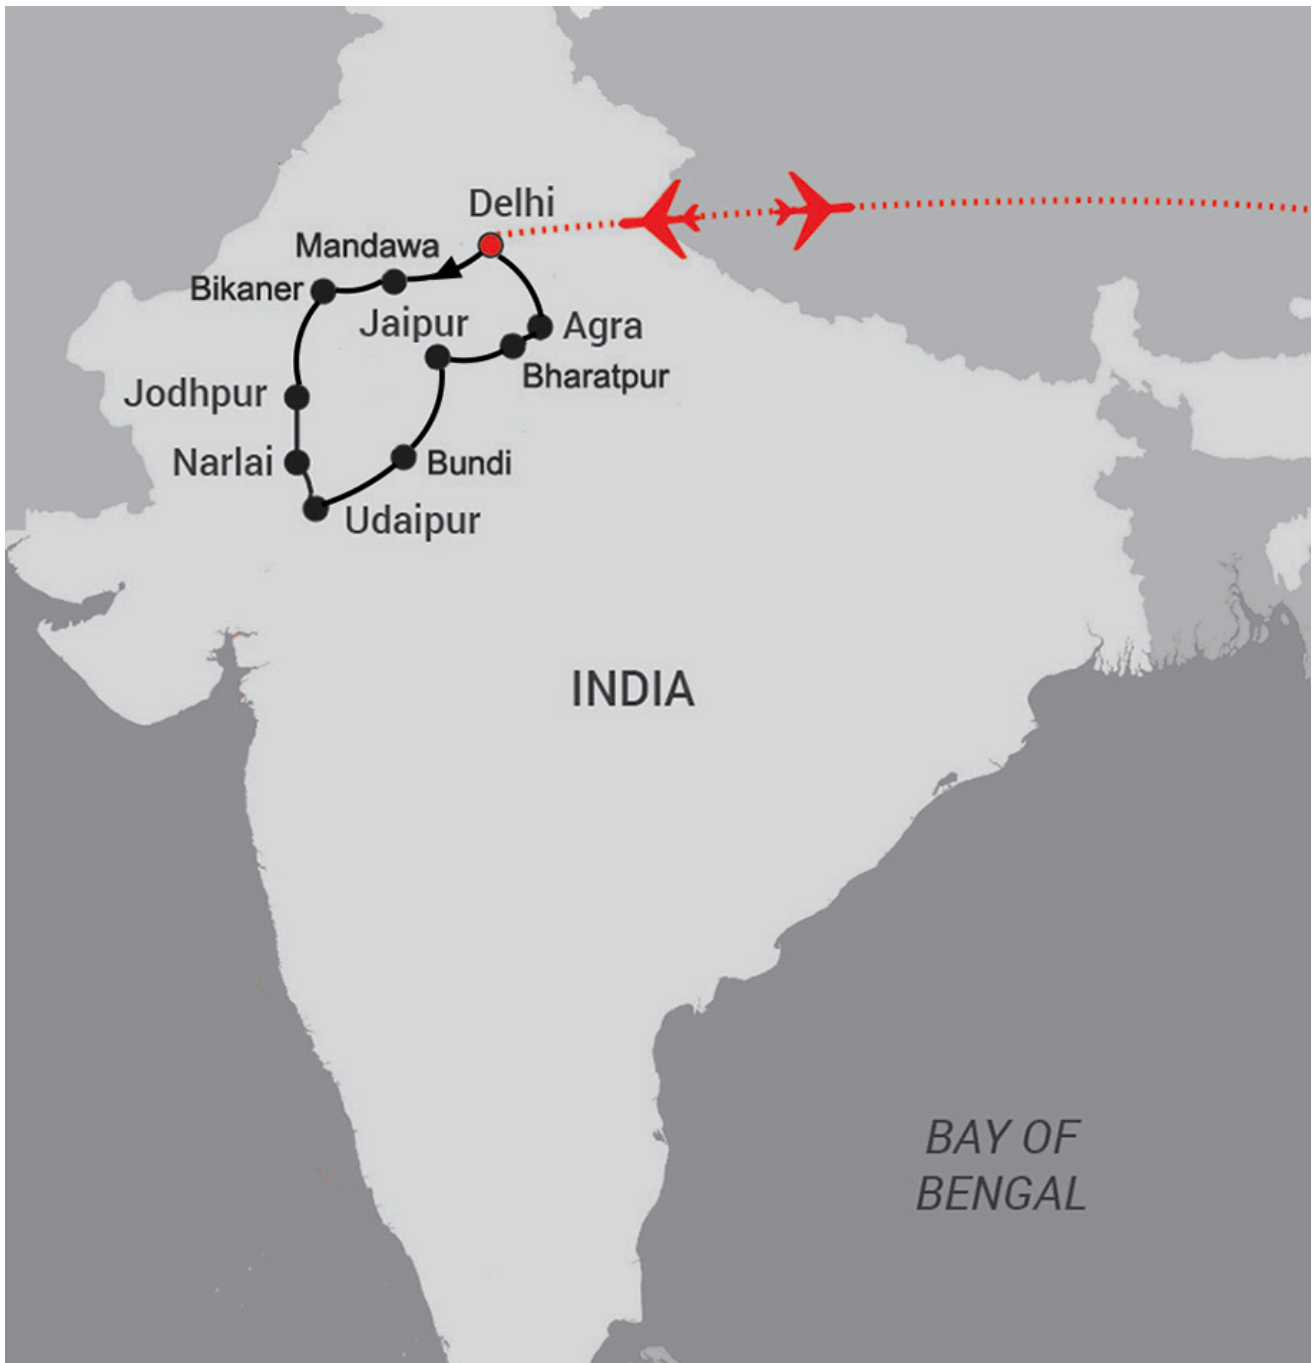 Delhi
Mandawa
Bikaner
Jaipur
Agra
Bharatpur
Jodhpur
Narlai
Bundi
Udaipur
INDIA
BAY OF
BENGAL